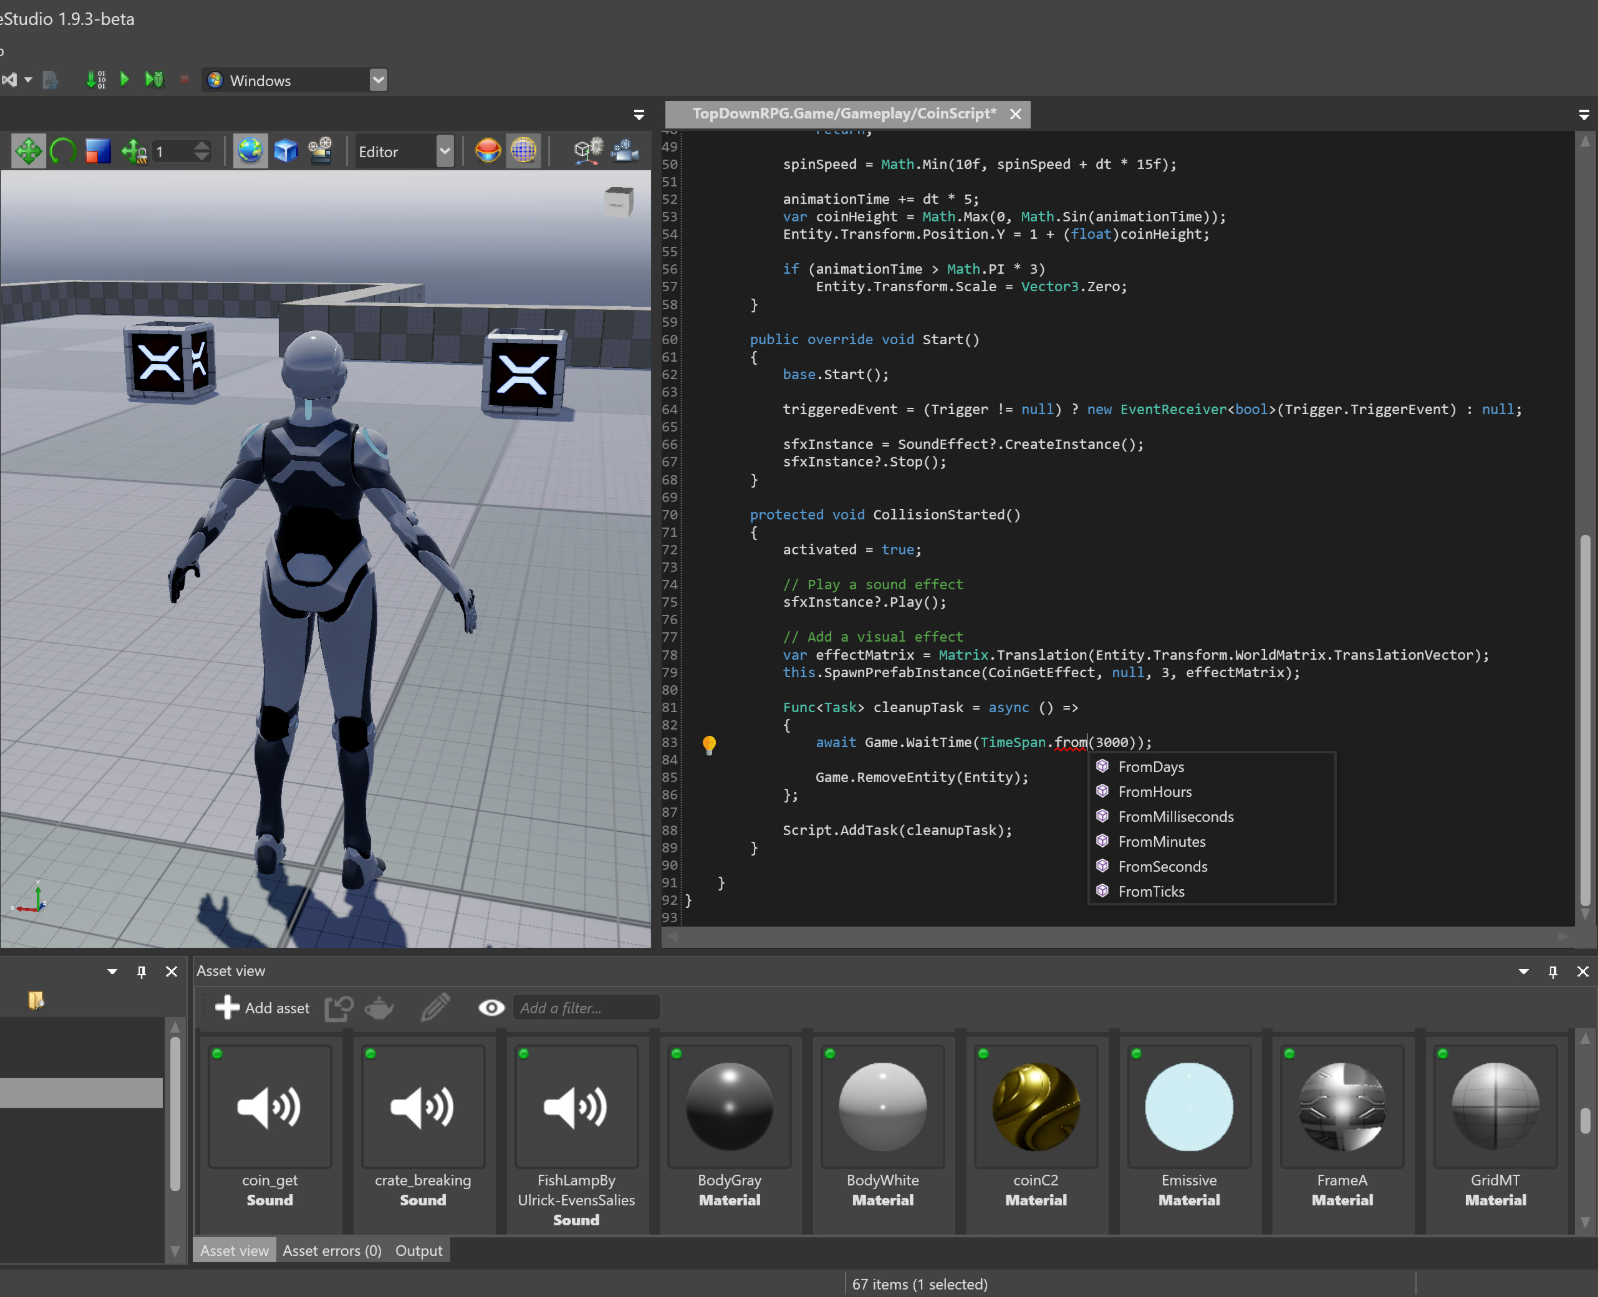 eStudio 1.9.3-beta
Windows
TopDownRPG.Game/Gameplay/CoinScript*
1
Editor
48 return;
49
50 spinSpeed = Math.Min(10f, spinSpeed + dt * 15f);
51
52 animationTime += dt * 5;
53 var coinHeight = Math.Max(0, Math.Sin(animationTime));
54 Entity.Transform.Position.Y = 1 + (float)coinHeight;
55
56 if (animationTime > Math.PI * 3)
57 Entity.Transform.Scale = Vector3.Zero;
58 }
59
60 public override void Start()
61 {
62 base.Start();
63
64 triggeredEvent = (Trigger != null) ? new EventReceiver<bool>(Trigger.TriggerEvent) : null;
65
66 sfxInstance = SoundEffect?.CreateInstance();
67 sfxInstance?.Stop();
68 }
69
70 protected void CollisionStarted()
71 {
72 activated = true;
73
74 // Play a sound effect
75 sfxInstance?.Play();
76
77 // Add a visual effect
78 var effectMatrix = Matrix.Translation(Entity.Transform.WorldMatrix.TranslationVector);
79 this.SpawnPrefabInstance(CoinGetEffect, null, 3, effectMatrix);
80
81 Func<Task> cleanupTask = async () =>
82 {
83 await Game.WaitTime(TimeSpan.from(3000));
84
85 Game.RemoveEntity(Entity);
86 };
87
88 Script.AddTask(cleanupTask);
89 }
90
91 }
92 }
93
FromDays
FromHours
FromMilliseconds
FromMinutes
FromSeconds
FromTicks
Asset view
Add asset
Add a filter...
coin_get
Sound
crate_breaking
Sound
FishLampBy
Ulrick-EvensSalies
Sound
BodyGray
Material
BodyWhite
Material
coinC2
Material
Emissive
Material
FrameA
Material
GridMT
Material
Asset view Asset errors (0) Output
67 items (1 selected)